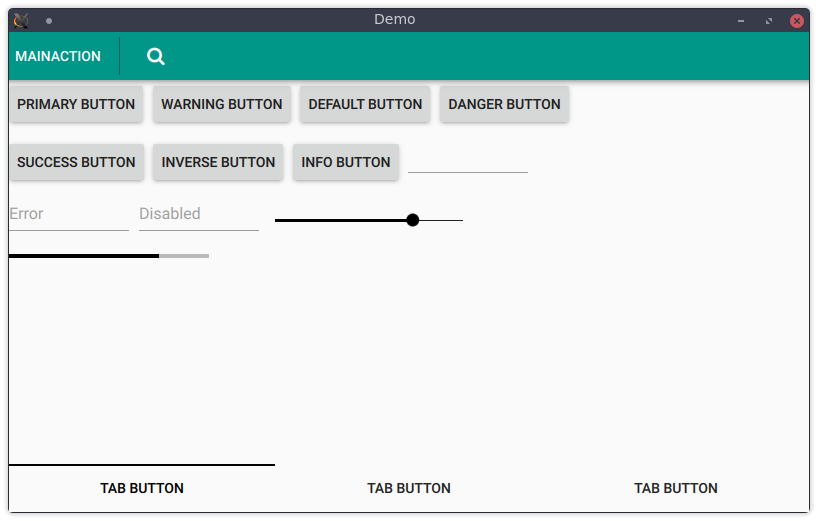 Demo
MAINACTION
PRIMARY BUTTON WARNING BUTTON DEFAULT BUTTON DANGER BUTTON
SUCCESS BUTTON INVERSE BUTTON INFO BUTTON
Error Disabled
TAB BUTTON TAB BUTTON TAB BUTTON